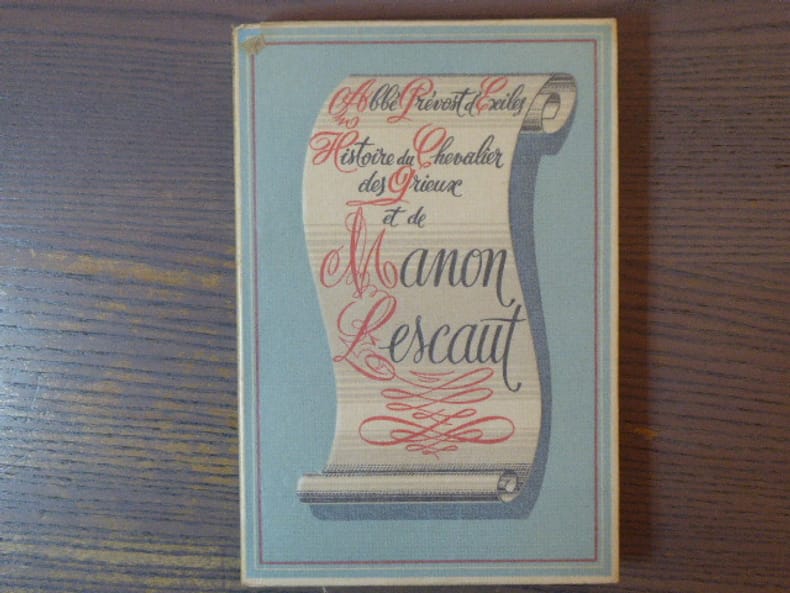 Abbé Prévost d'Exiles
Histoire du Chevalier
des Grieux
et de
Manon
Lescaut